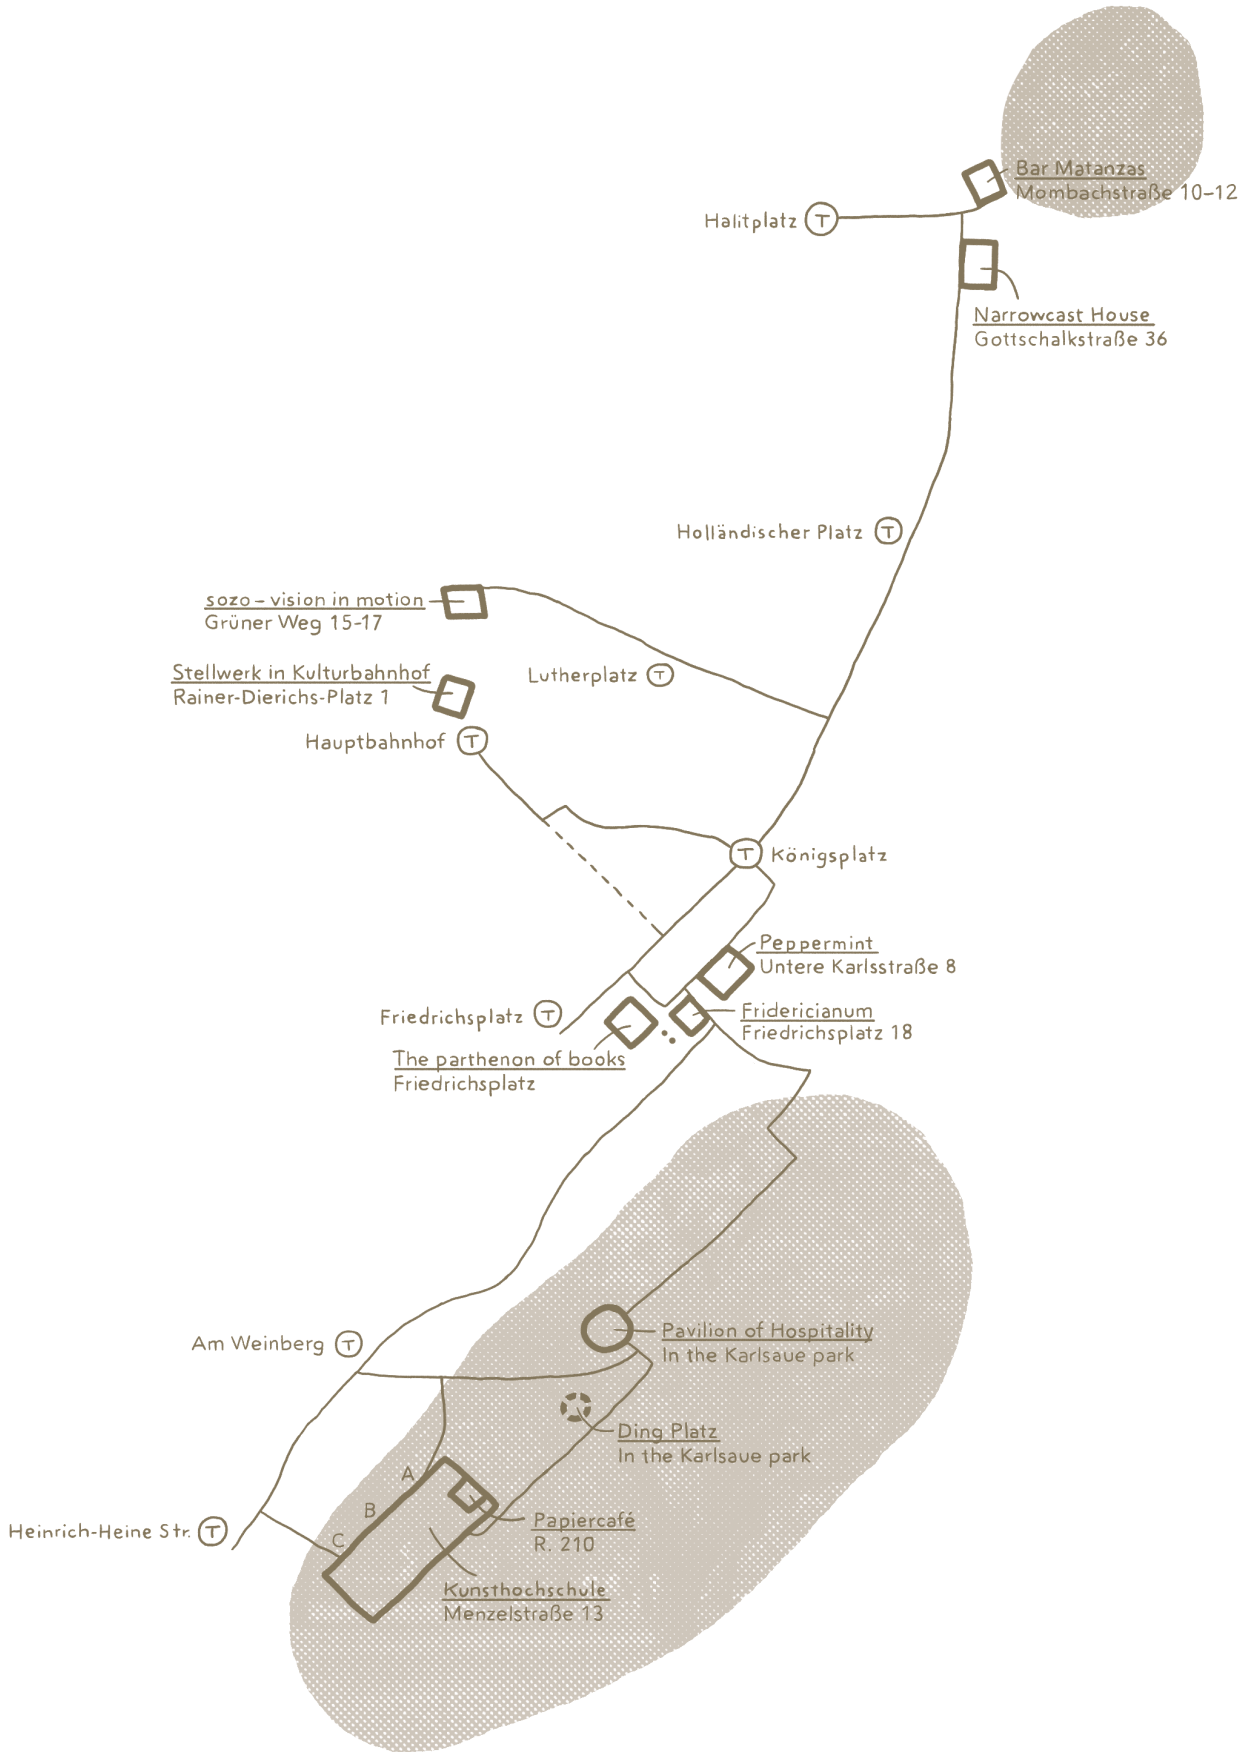 Bar Matanzas
Mombachstraße 10-12
Halitplatz T
Narrowcast House
Gottschalkstraße 36
Holländischer Platz T
sozo - vision in motion
Grüner Weg 15-17
Stellwerk in Kulturbahnhof
Rainer-Dierichs-Platz 1
Lutherplatz T
Hauptbahnhof T
T Königsplatz
Peppermint
Untere Karlsstraße 8
Friedrichsplatz T
Fridericianum
Friedrichsplatz 18
The parthenon of books
Friedrichsplatz
Am Weinberg T
Pavilion of Hospitality
In the Karlsaue park
Ding Platz
In the Karlsaue park
A
B
C
Heinrich-Heine Str. T
Papiercafé
R. 210
Kunsthochschule
Menzelstraße 13